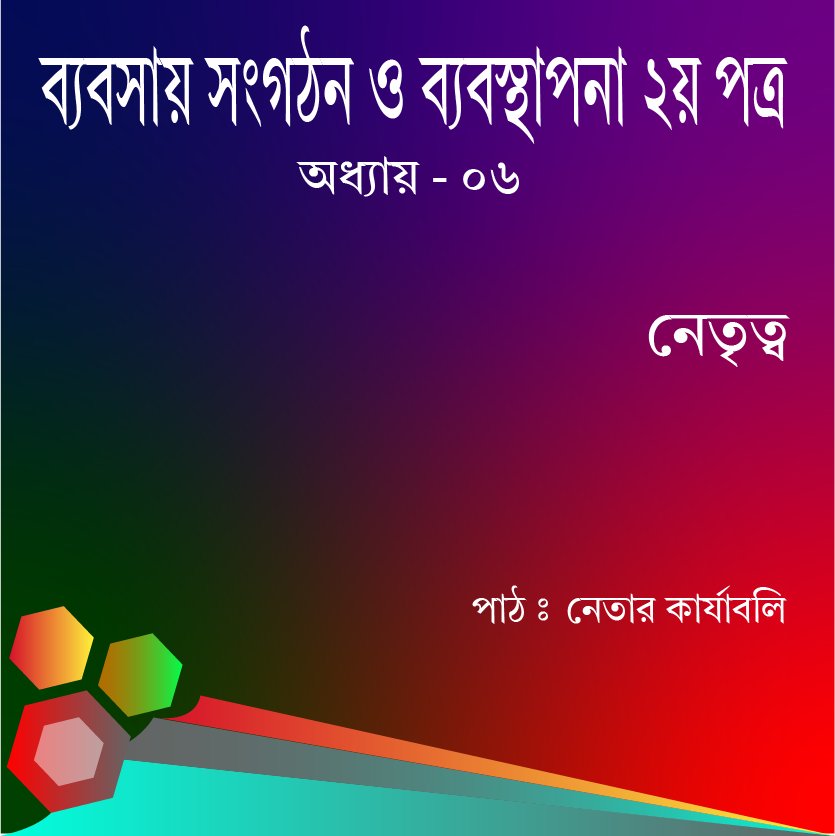 ব্যবসায় সংগঠন ও ব্যবস্থাপনা ২য় পত্র
অধ্যায় - ০৬
নেতৃত্ব
পাঠ ঃ নেতার কার্যাবলি